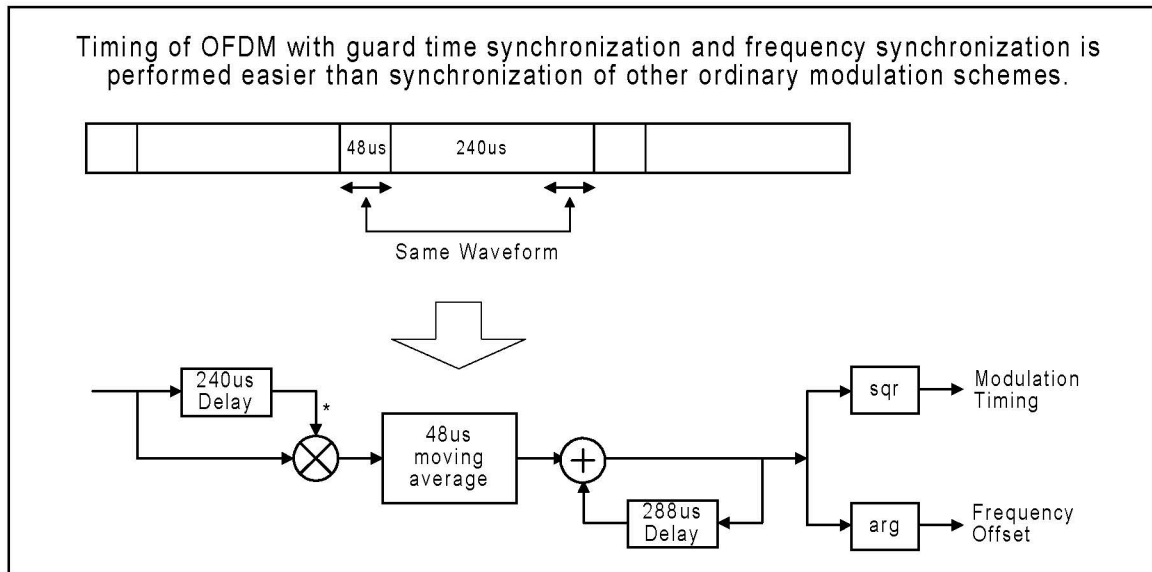 Timing of OFDM with guard time synchronization and frequency synchronization is
performed easier than synchronization of other ordinary modulation schemes.
48us
240us
Same Waveform
240us
Delay
*
48us
moving
average
288us
Delay
sqr
Modulation
Timing
arg
Frequency
Offset